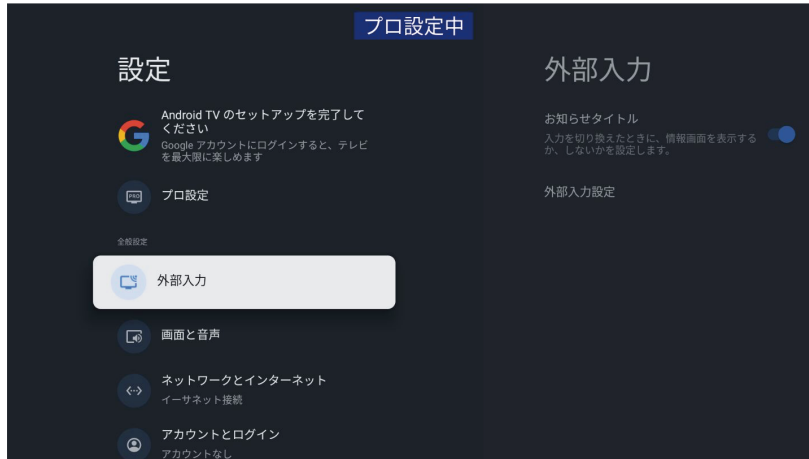 プロ設定中
設定
Android TV のセットアップを完了して
ください
Google アカウントにログインすると、テレビ
を最大限に楽しめます
PRO
プロ設定
全般設定
外部入力
画面と音声
ネットワークとインターネット
イーサネット接続
アカウントとログイン
アカウントなし
外部入力
お知らせタイトル
入力を切り換えたときに、情報画面を表示する
か、しないかを設定します。
外部入力設定